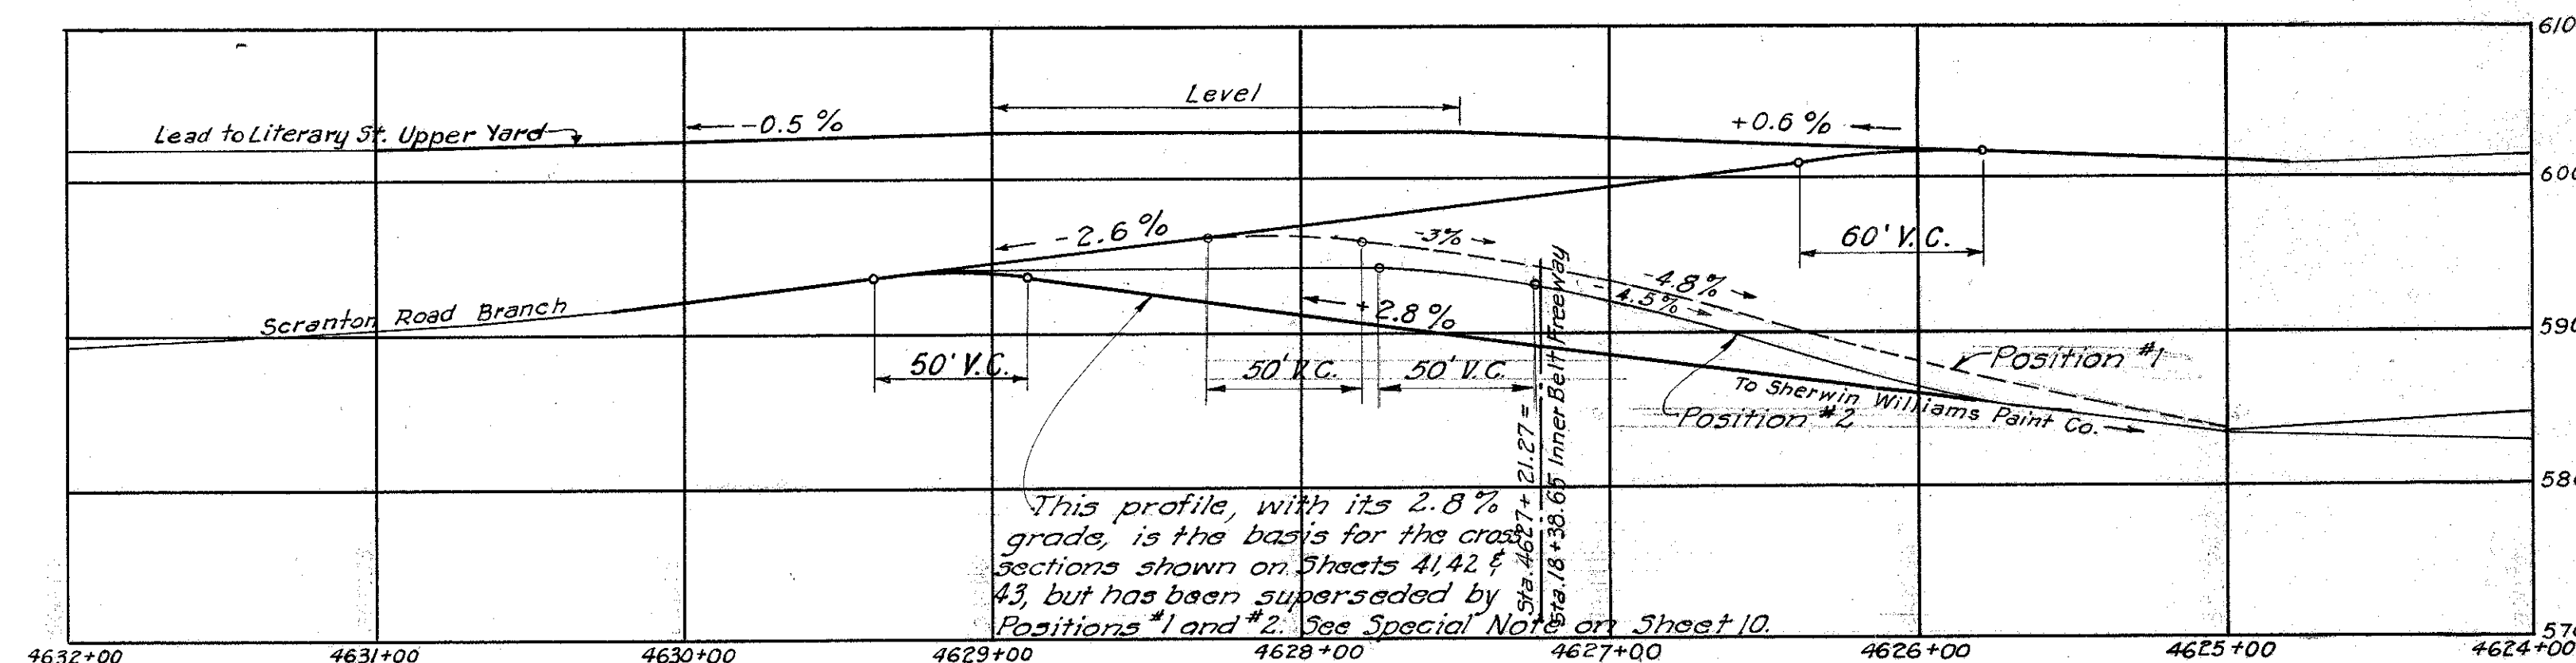 610
Level
-0.5 %
+0.6 %
Lead to Literary St. Upper Yard
600
-2.6 %
-3%
60' V.C.
-4.8%
-4.5%
Scranton Road Branch
+2.8 %
590
50' V.C.
50' V.C.
50' V.C.
Position #1
To Sherwin Williams Paint Co.
Position #2
Sta. 4627+21.27 =
Sta. 18+38.65 Inner Belt Freeway
This profile, with its 2.8 %
grade, is the basis for the cross
sections shown on Sheets 41,42 &
43, but has been superseded by
Positions #1 and #2. See Special Note on Sheet 10.
4632+00 4631+00 4630+00 4629+00 4628+00 4627+00 4626+00 4625+00 4624+00